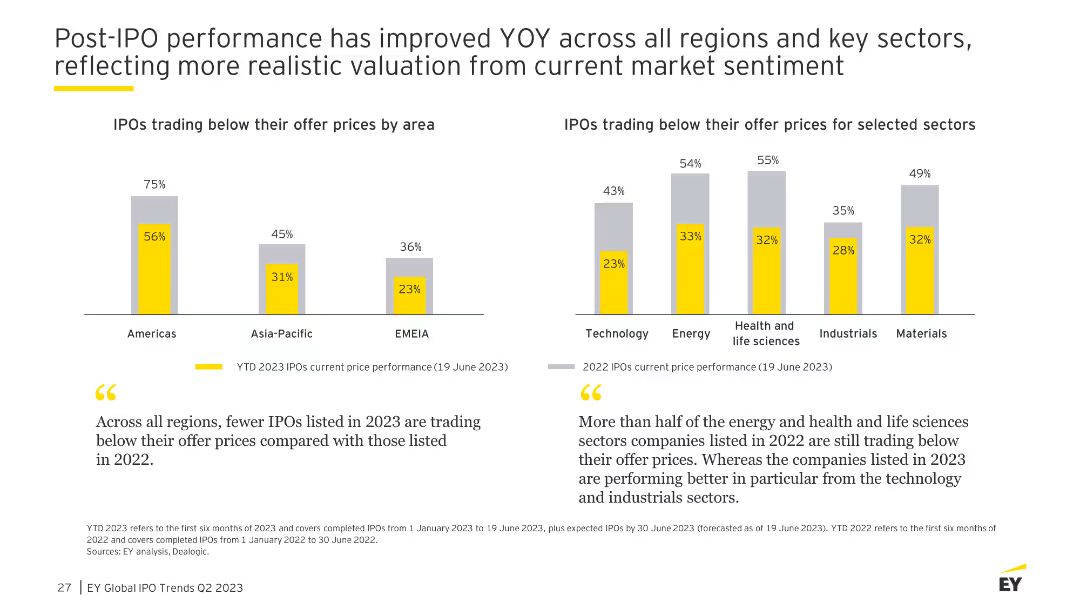 Post-IPO performance has improved YOY across all regions and key sectors,
reflecting more realistic valuation from current market sentiment
IPOs trading below their offer prices by area
75%
56%
45%
31%
36%
23%
Americas
Asia-Pacific
EMEIA
IPOs trading below their offer prices for selected sectors
43%
23%
54%
33%
55%
32%
35%
28%
49%
32%
Technology
Energy
Health and
life sciences
Industrials
Materials
YTD 2023 IPOs current price performance (19 June 2023)
2022 IPOs current price performance (19 June 2023)
“
Across all regions, fewer IPOs listed in 2023 are trading
below their offer prices compared with those listed
in 2022.
“
More than half of the energy and health and life sciences
sectors companies listed in 2022 are still trading below
their offer prices. Whereas the companies listed in 2023
are performing better in particular from the technology
and industrials sectors.
YTD 2023 refers to the first six months of 2023 and covers completed IPOs from 1 January 2023 to 19 June 2023, plus expected IPOs by 30 June 2023 (forecasted as of 19 June 2023). YTD 2022 refers to the first six months of
2022 and covers completed IPOs from 1 January 2022 to 30 June 2022.
Sources: EY analysis, Dealogic.
27 | EY Global IPO Trends Q2 2023
EY